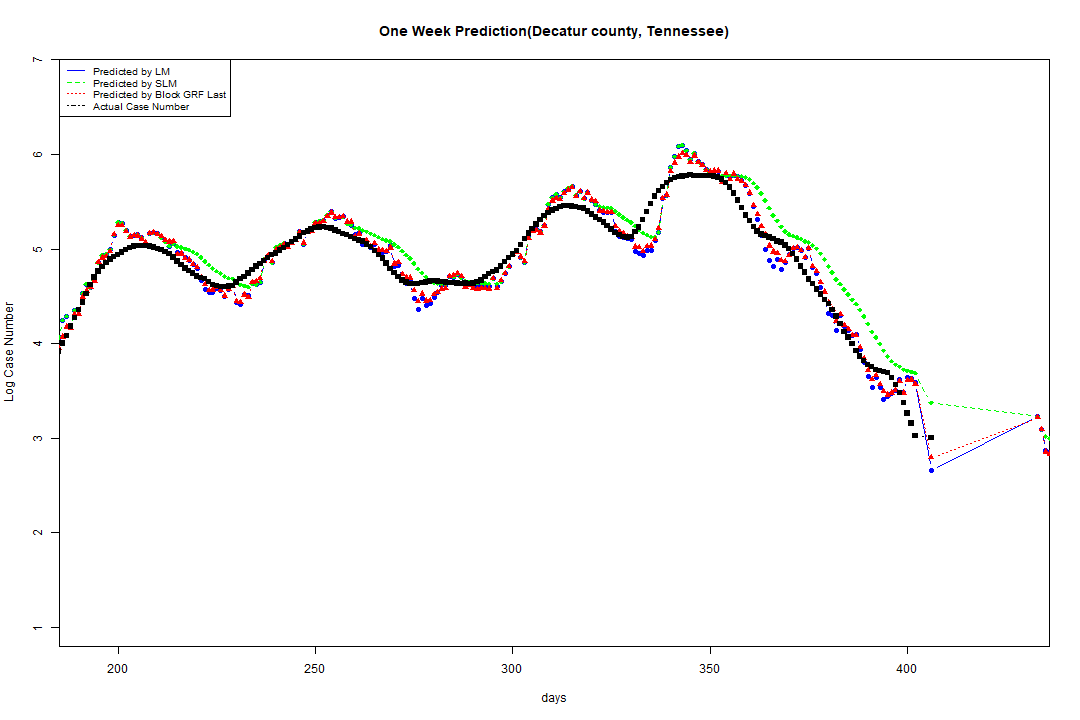 One Week Prediction(Decatur county, Tennessee)
Predicted by LM
Predicted by SLM
Predicted by Block GRF Last
Actual Case Number
7
6
5
4
3
2
1
Log Case Number
200 250 300 350 400
days